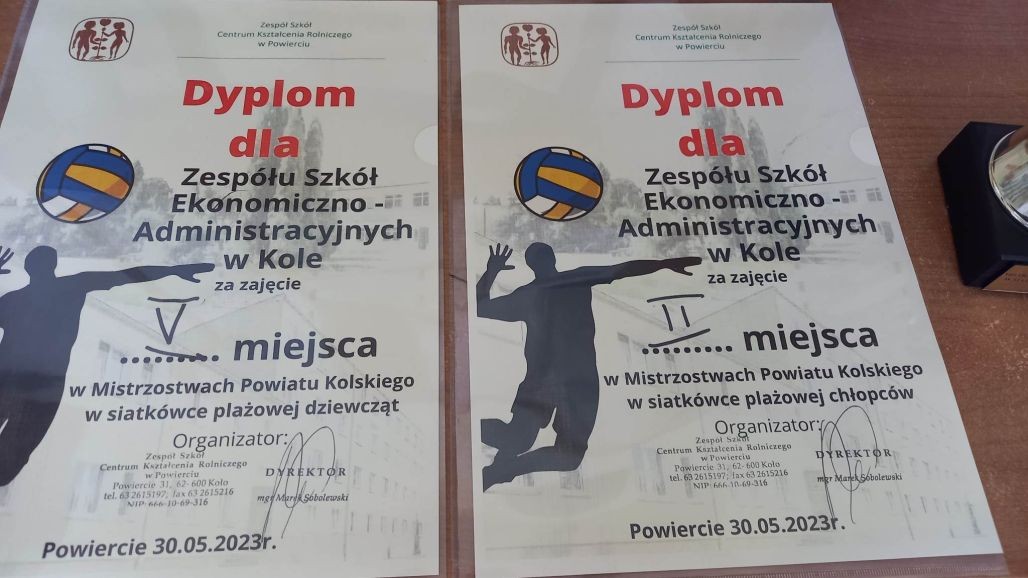 Zespół Szkół
Centrum Kształcenia Rolniczego
w Powierciu
Dyplom
dla
Zespółu Szkół
Ekonomiczno -
Administracyjnych
w Kole
za zajęcie
V
.......... miejsca
w Mistrzostwach Powiatu Kolskiego
w siatkówce plażowej dziewcząt
Organizator:
Zespół Szkół
Centrum Kształcenia Rolniczego
w Powierciu
Powiercie 31, 62-600 Koło
tel. 63 2615197, fax 63 2615216
NIP 666-10-69-316
DYREKTOR
mgr Marek Sobolewski
Powiercie 30.05.2023r.
Zespół Szkół
Centrum Kształcenia Rolniczego
w Powierciu
Dyplom
dla
Zespółu Szkół
Ekonomiczno -
Administracyjnych
w Kole
za zajęcie
II
.......... miejsca
w Mistrzostwach Powiatu Kolskiego
w siatkówce plażowej chłopców
Organizator:
Zespół Szkół
Centrum Kształcenia Rolniczego
w Powierciu
Powiercie 31, 62-600 Koło
tel. 63 2615197, fax 63 2615216
NIP 666-10-69-316
DYREKTOR
mgr Marek Sobolewski
Powiercie 30.05.2023r.